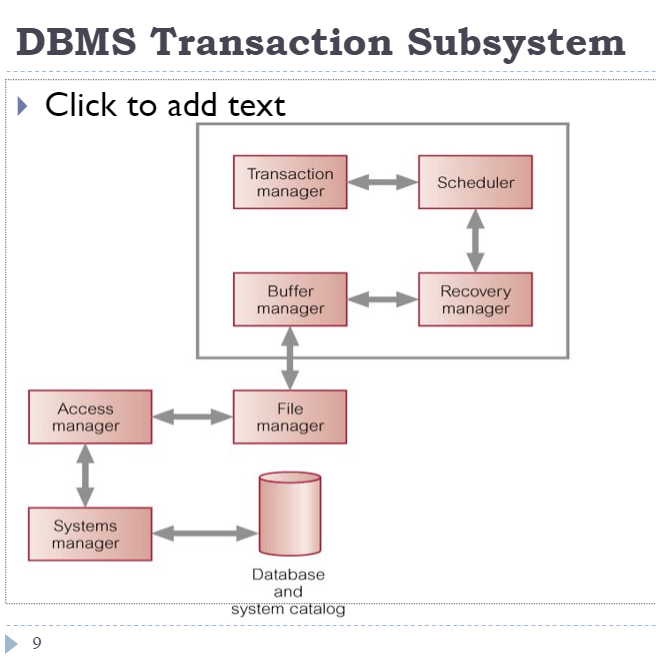 DBMS Transaction Subsystem
Click to add text
Transaction
manager
Scheduler
Buffer
manager
Recovery
manager
Access
manager
File
manager
Systems
manager
Database
and
system catalog
9